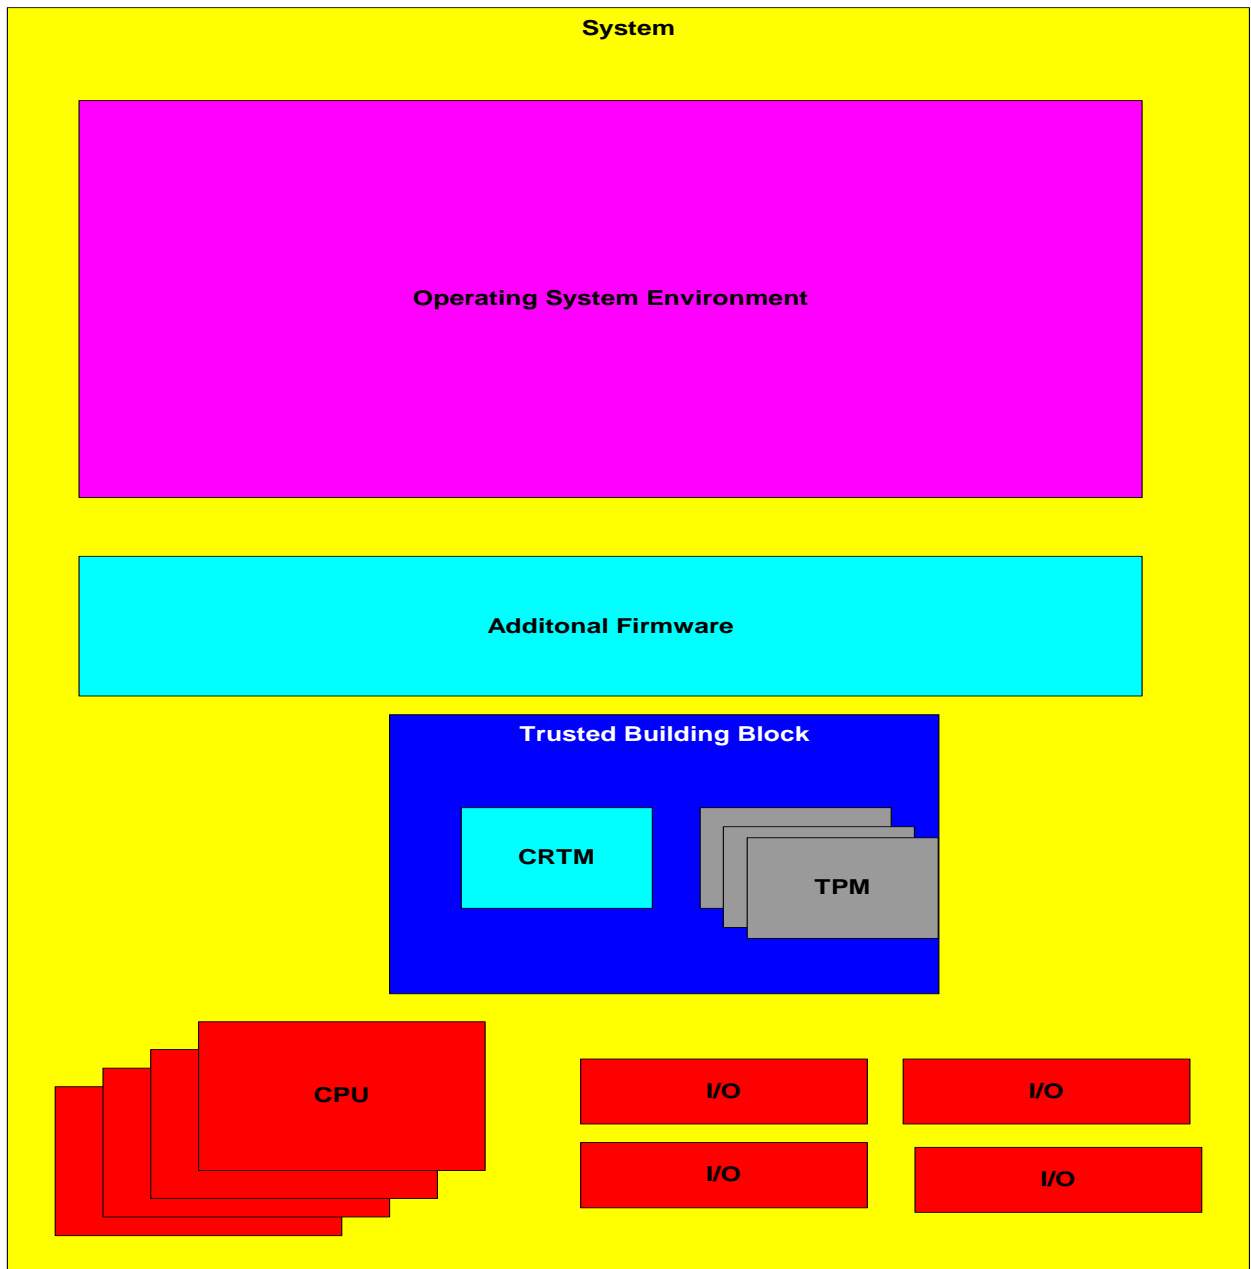 System
Operating System Environment
Additonal Firmware
Trusted Building Block
CRTM
TPM
CPU
I/O
I/O
I/O
I/O